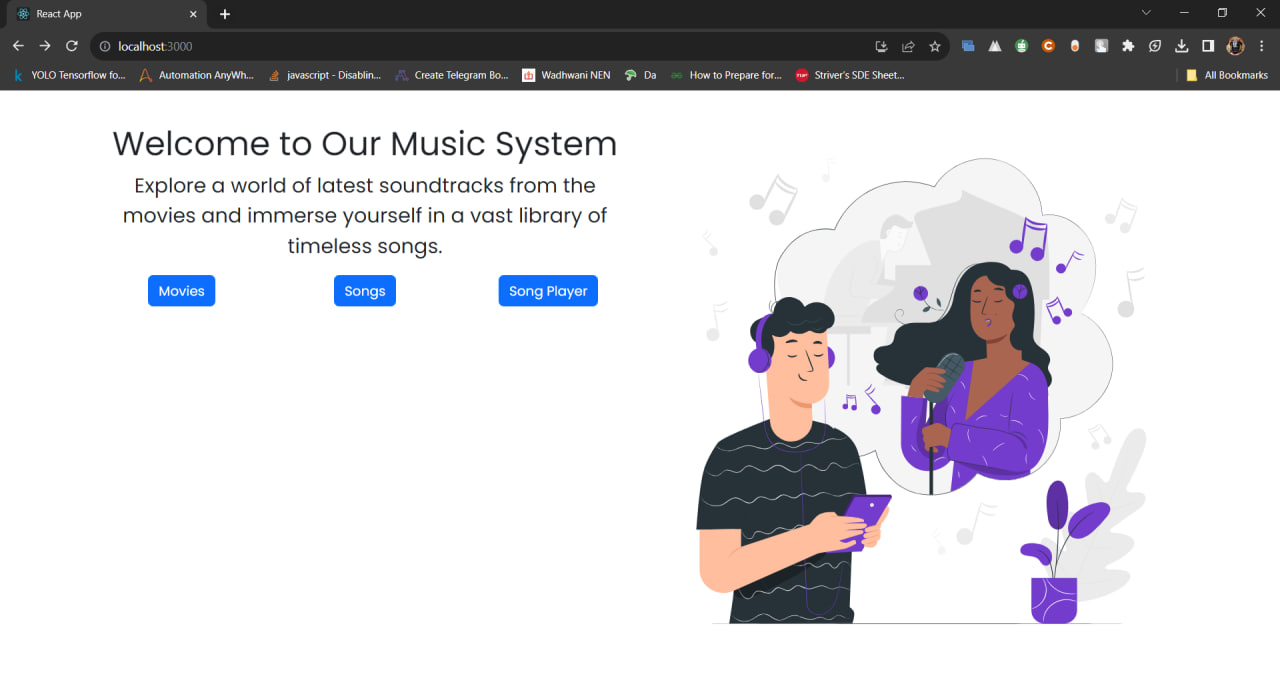 React App
localhost:3000
YOLO Tensorflow fo... Automation AnyWh... javascript - Disablin... Create Telegram Bo... Wadhwani NEN Da How to Prepare for... Striver's SDE Sheet... All Bookmarks
Welcome to Our Music System
Explore a world of latest soundtracks from the
movies and immerse yourself in a vast library of
timeless songs.
Movies Songs Song Player